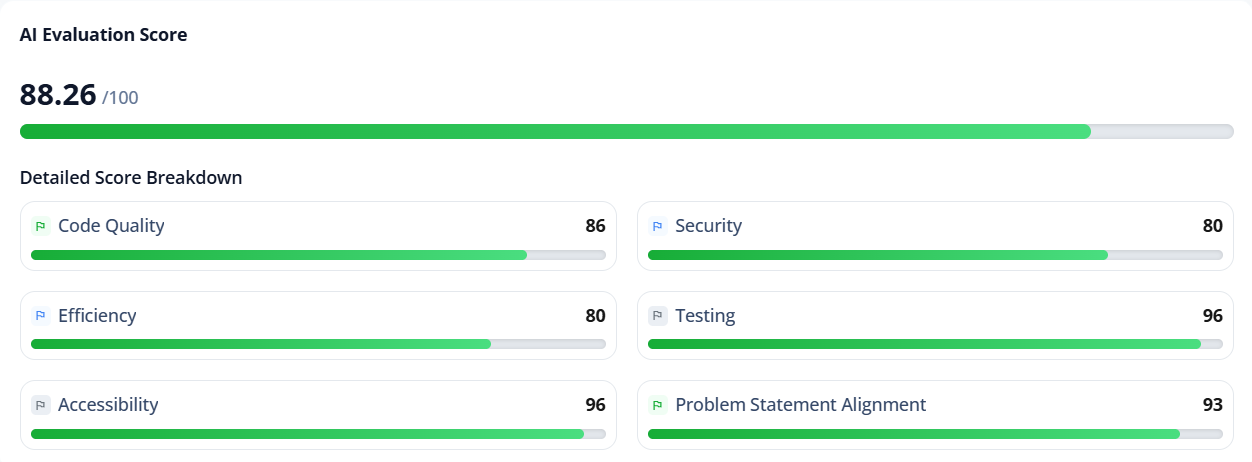 AI Evaluation Score
88.26 /100
Detailed Score Breakdown
Code Quality 86
Security 80
Efficiency 80
Testing 96
Accessibility 96
Problem Statement Alignment 93